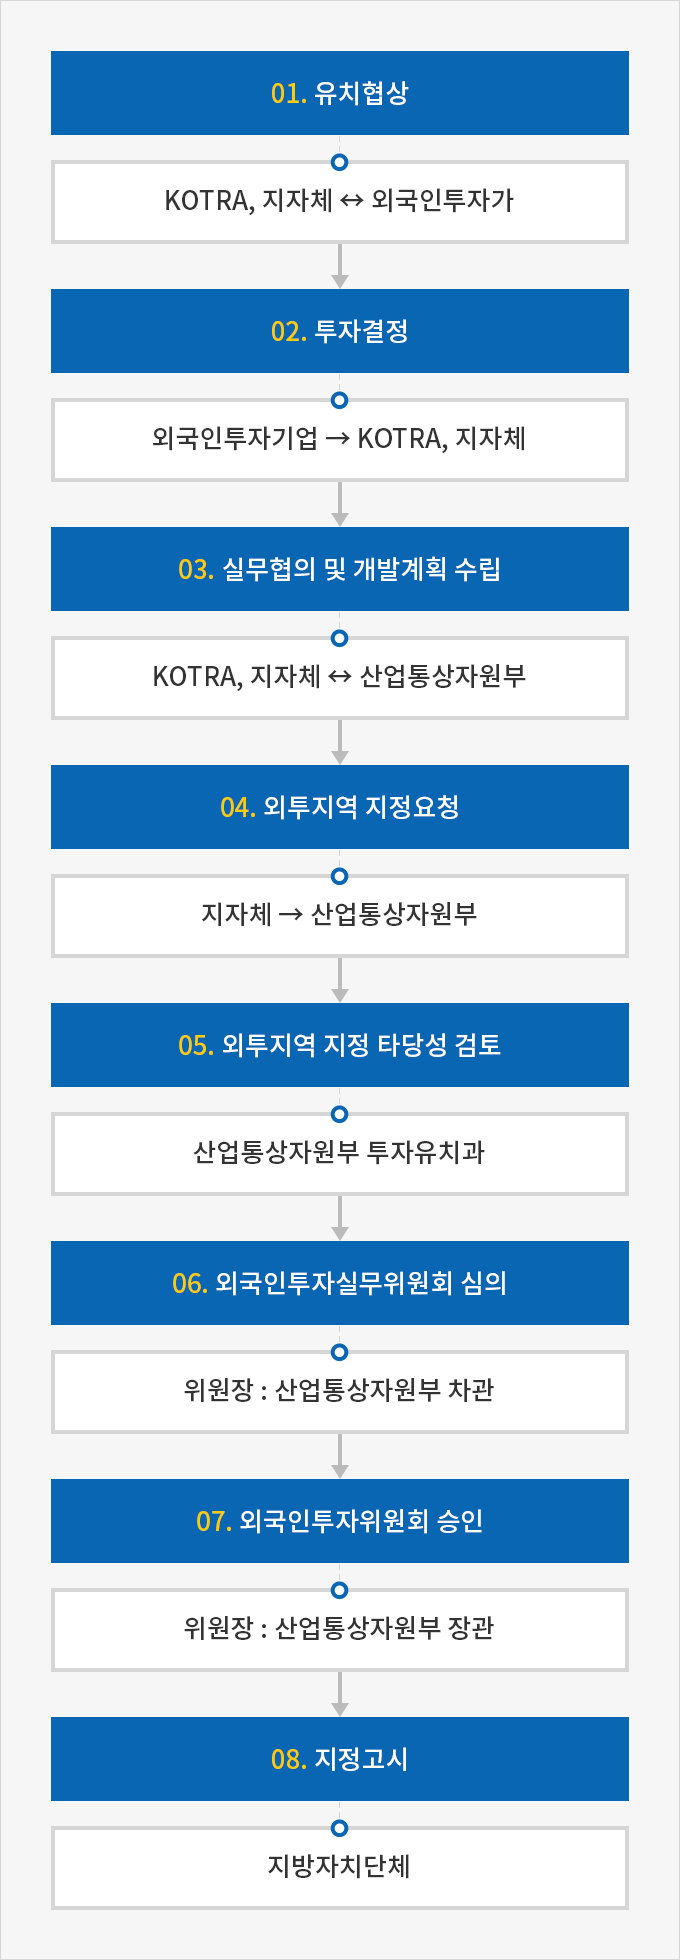 01. 유치협상
KOTRA, 지자체 ↔ 외국인투자가
02. 투자결정
외국인투자기업 → KOTRA, 지자체
03. 실무협의 및 개발계획 수립
KOTRA, 지자체 ↔ 산업통상자원부
04. 외투지역 지정요청
지자체 → 산업통상자원부
05. 외투지역 지정 타당성 검토
산업통상자원부 투자유치과
06. 외국인투자실무위원회 심의
위원장 : 산업통상자원부 차관
07. 외국인투자위원회 승인
위원장 : 산업통상자원부 장관
08. 지정고시
지방자치단체